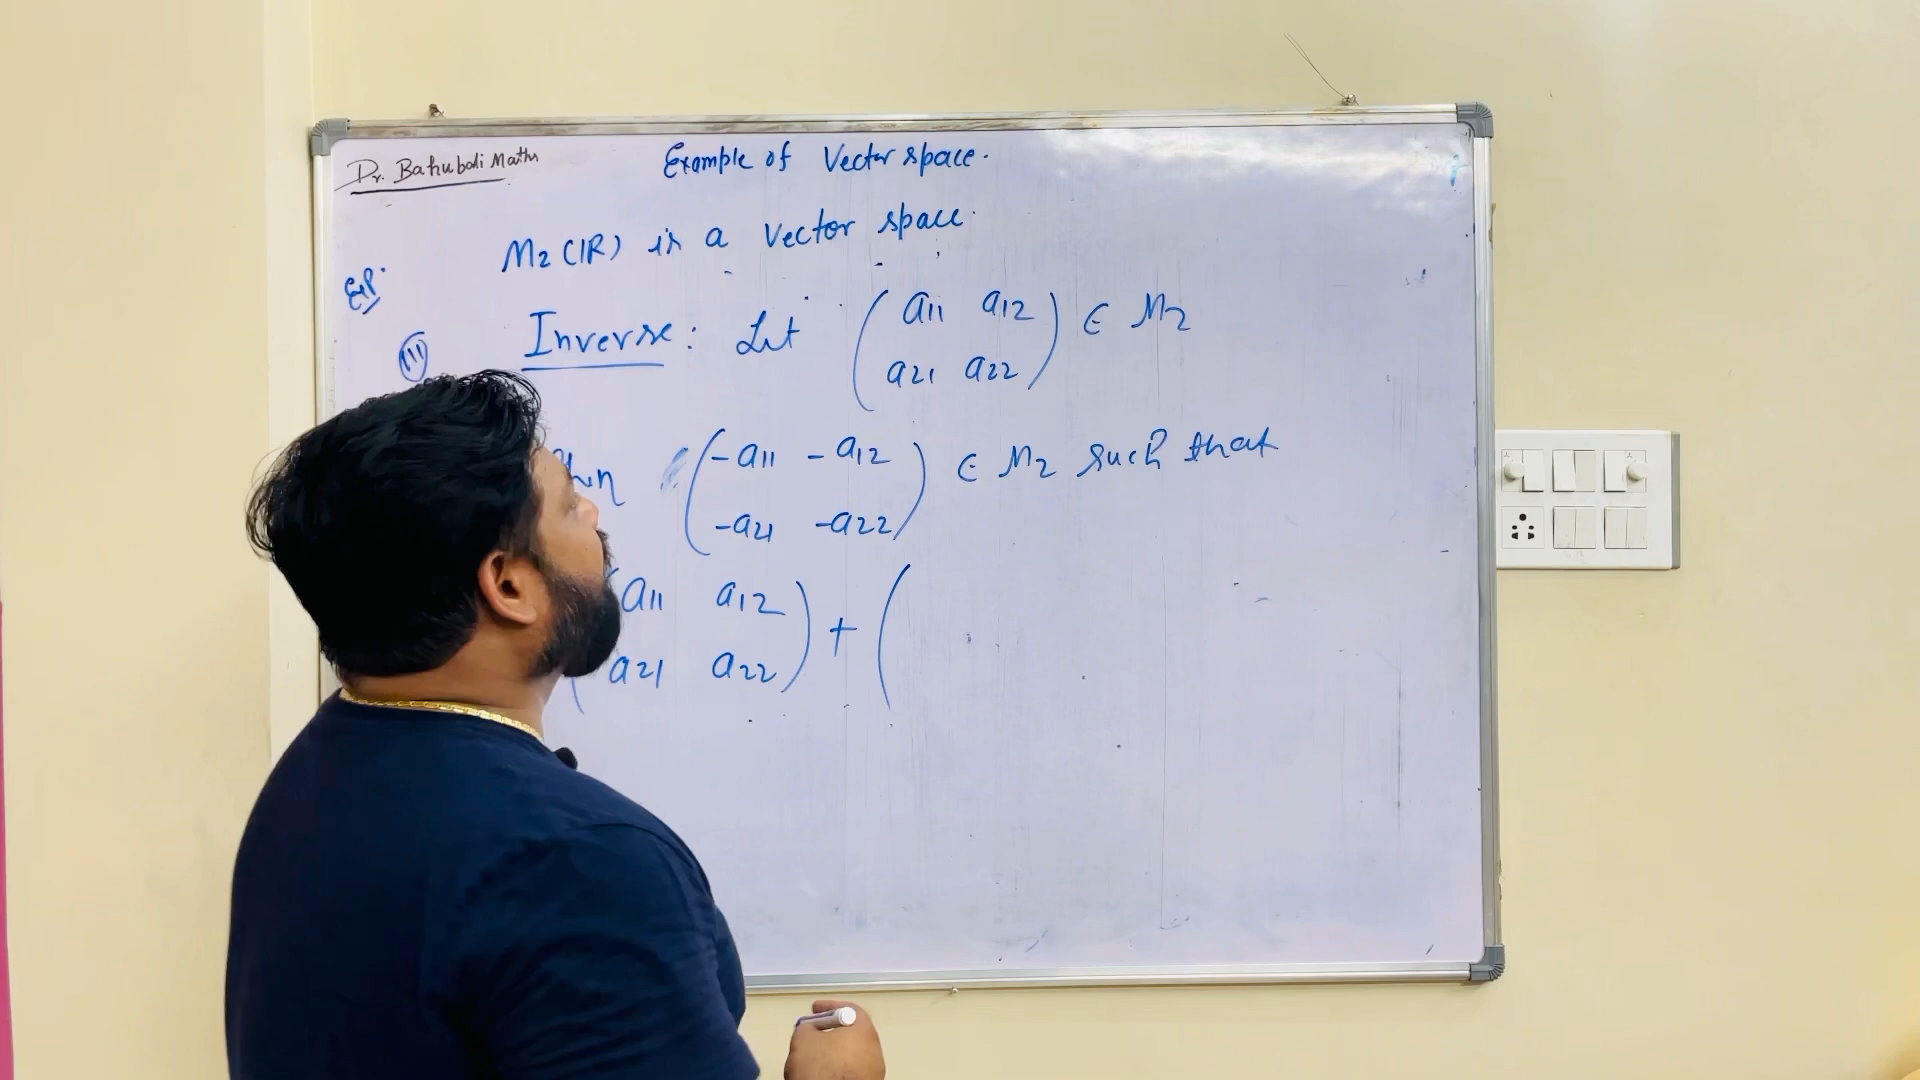 Dr. Bahubali Maths
Example of Vector space.
M2(IR) is a vector space.
Exp.
(III) Inverse: Let ( a11 a12 ) ∈ M2
a21 a22
( -a11 -a12 ) ∈ M2 such that
-a21 -a22
( a11 a12 ) + (
a21 a22